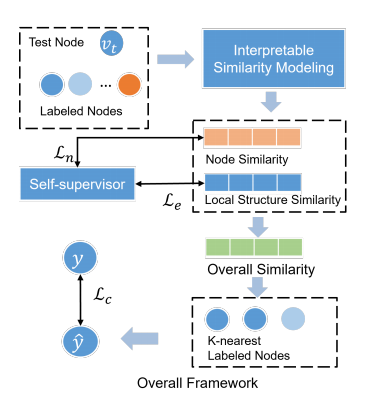 Test Node
v_t
...
Labeled Nodes
Interpretable
Similarity Modeling
ℒ_n
Node Similarity
Self-supervisor
ℒ_e
Local Structure Similarity
Overall Similarity
y
ℒ_c
ŷ
K-nearest
Labeled Nodes
Overall Framework